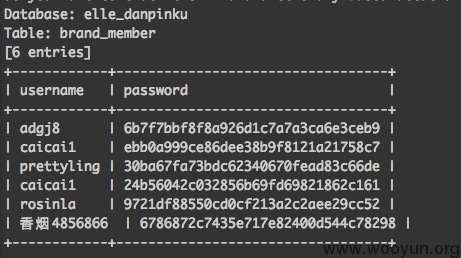 Database: elle_danpinku
Table: brand_member
[6 entries]
+-------------+----------------------------------+
| username | password |
+-------------+----------------------------------+
| adgj8 | 6b7f7bbf8f8a926d1c7a7a3ca6e3ceb9 |
| caicai1 | ebb0a999ce86dee38b9f8121a21758c7 |
| prettyling | 30ba67fa73bdc62340670fead83c66de |
| caicai1 | 24b56042c032856b69fd69821862c161 |
| rosinla | 9721df88550cd0cf213a2c2aee29cc52 |
| 香烟4856866 | 6786872c7435e717e82400d544c78298 |
+-------------+----------------------------------+
www.wooyun.org